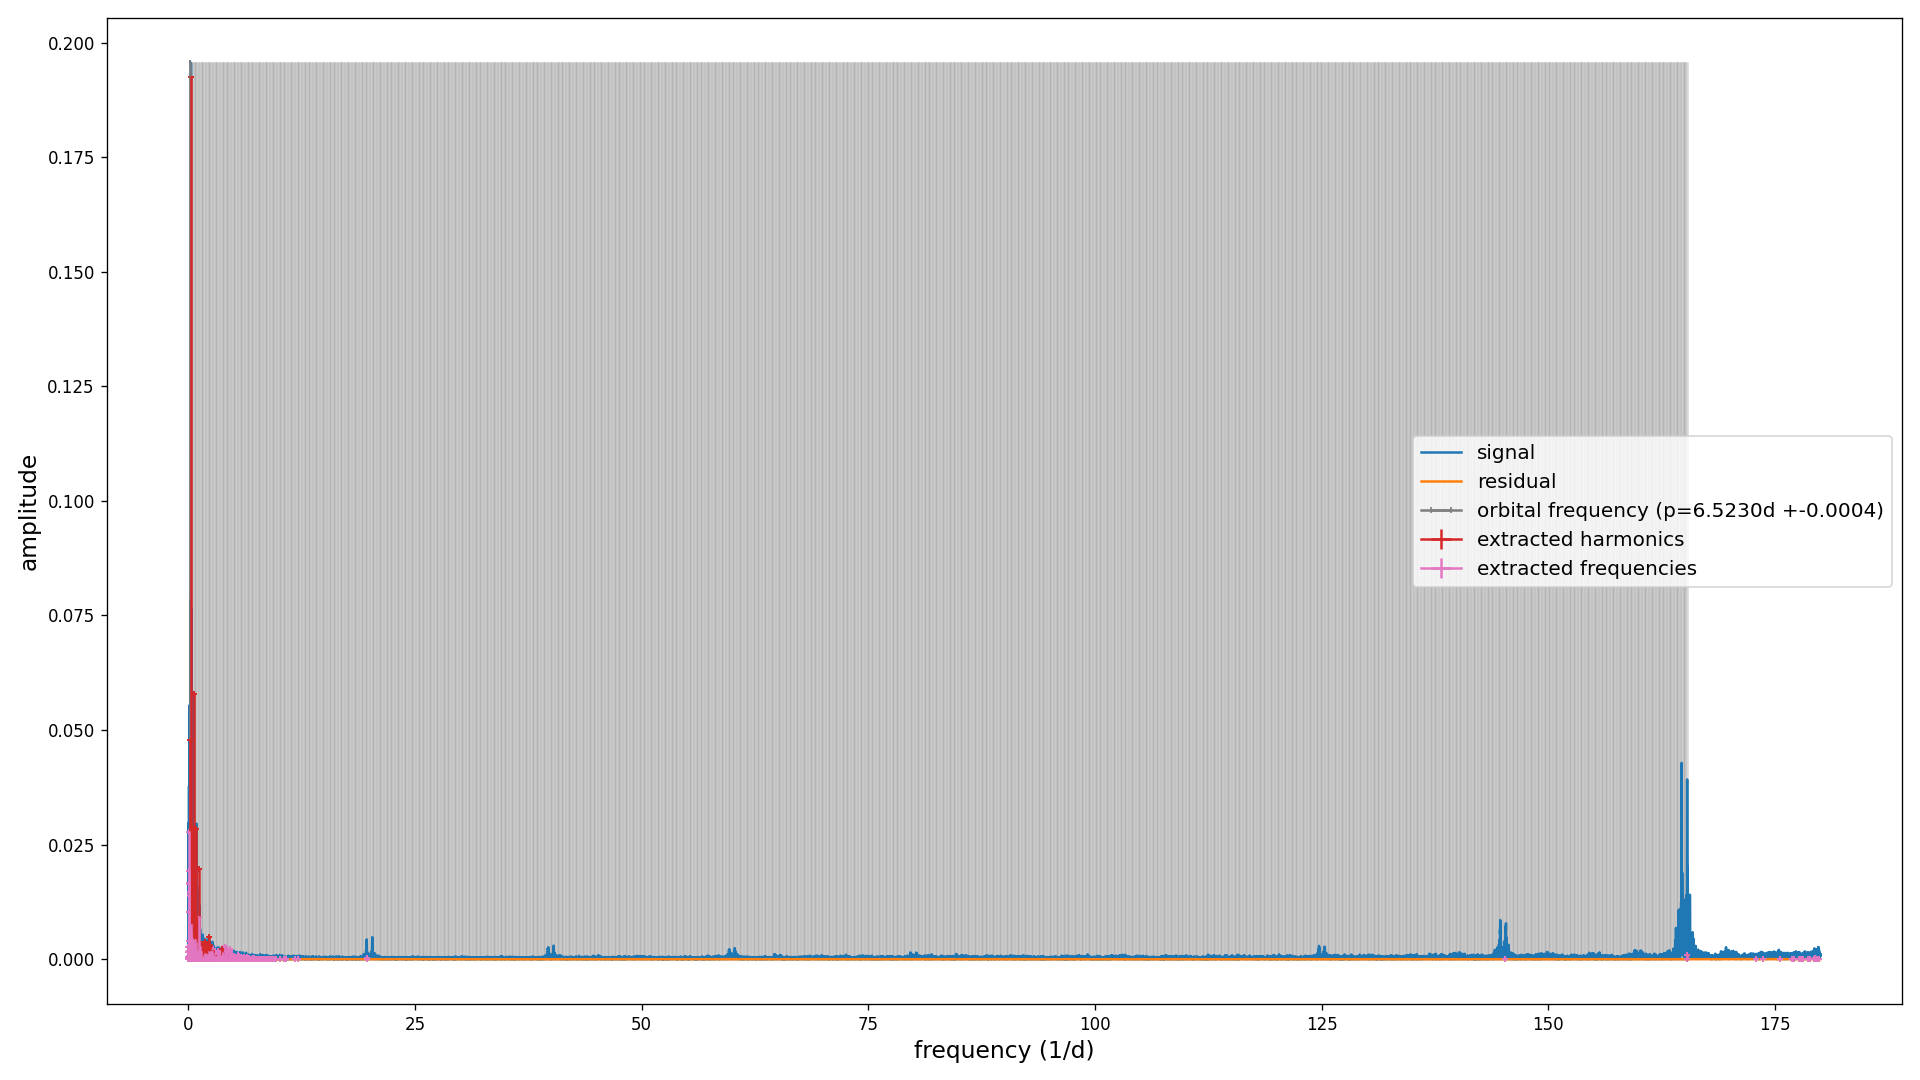 0.200
0.175
0.150
0.125
0.100
0.075
0.050
0.025
0.000
amplitude
signal
residual
orbital frequency (p=6.5230d +-0.0004)
extracted harmonics
extracted frequencies
0 25 50 75 100 125 150 175
frequency (1/d)